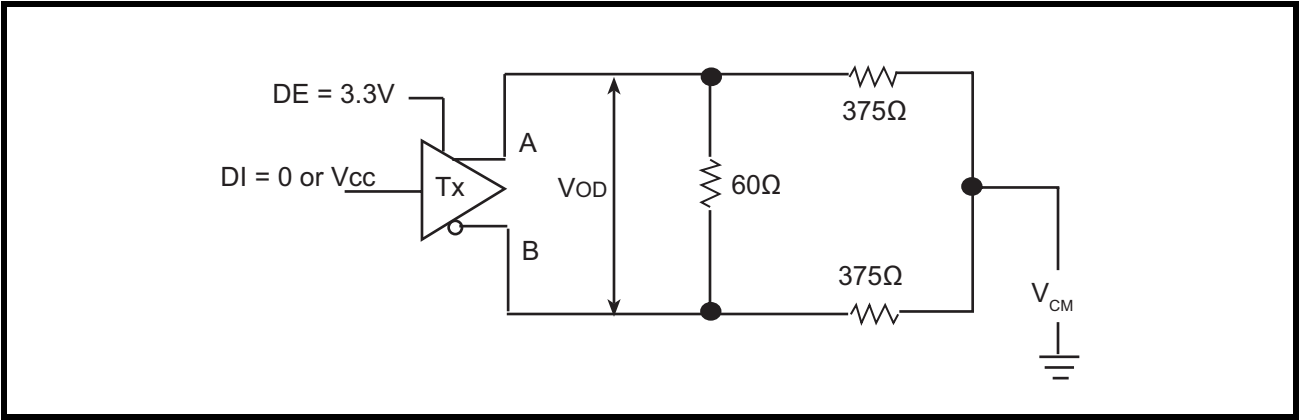 DE = 3.3V
375Ω
A
DI = 0 or Vcc
Tx
VOD
60Ω
B
375Ω
VCM